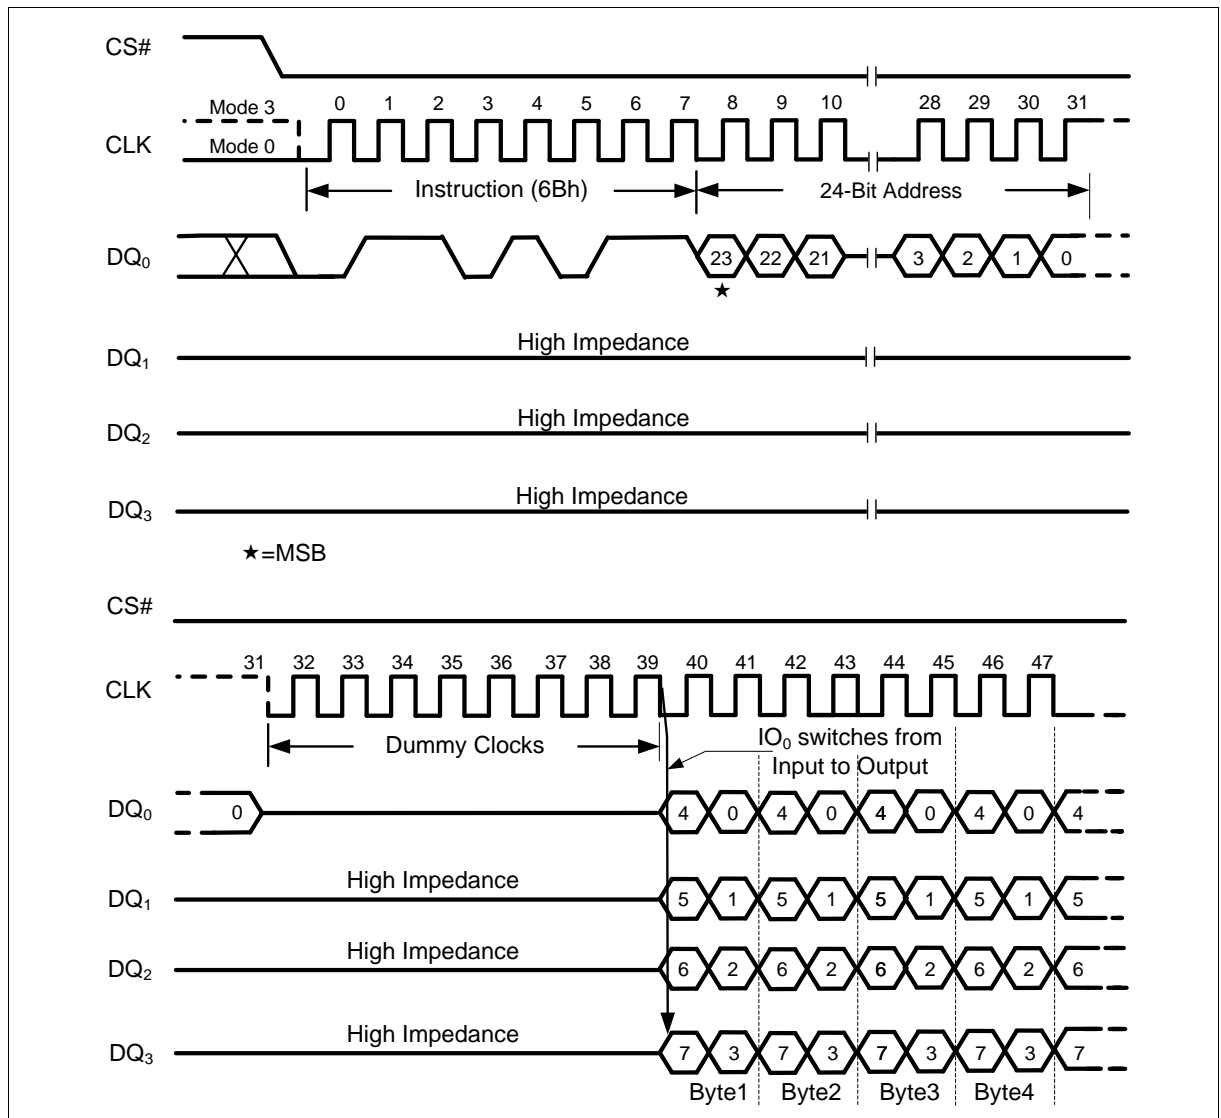 CS#
Mode 3 0 1 2 3 4 5 6 7 8 9 10 28 29 30 31
CLK Mode 0
Instruction (6Bh) 24-Bit Address
DQ0 23 22 21 3 2 1 0
★
High Impedance
DQ1
High Impedance
DQ2
High Impedance
DQ3
★=MSB
CS#
31 32 33 34 35 36 37 38 39 40 41 42 43 44 45 46 47
CLK
Dummy Clocks IO0 switches from
Input to Output
DQ0 0 4 0 4 0 4 0 4 0 4
High Impedance
DQ1 5 1 5 1 5 1 5 1 5
High Impedance
DQ2 6 2 6 2 6 2 6 2 6
High Impedance
DQ3 7 3 7 3 7 3 7 3 7
Byte1 Byte2 Byte3 Byte4